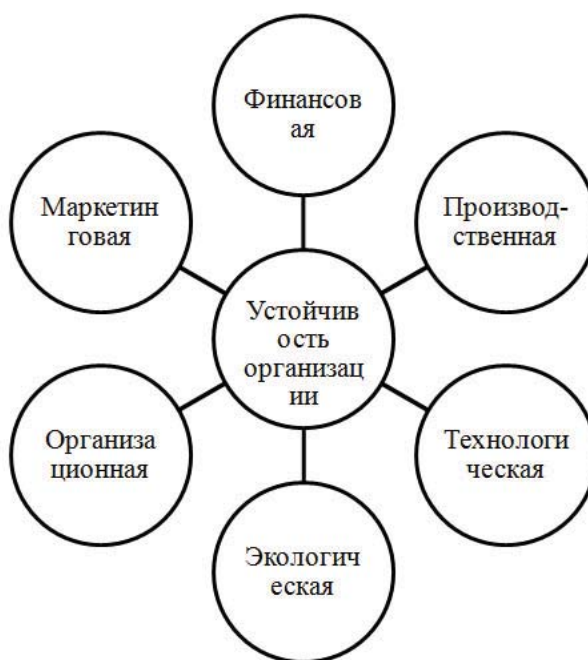 Финансов
ая
Маркетин
говая
Производ-
ственная
Устойчив
ость
организац
ии
Организа
ционная
Технологи
ческая
Экологич
еская